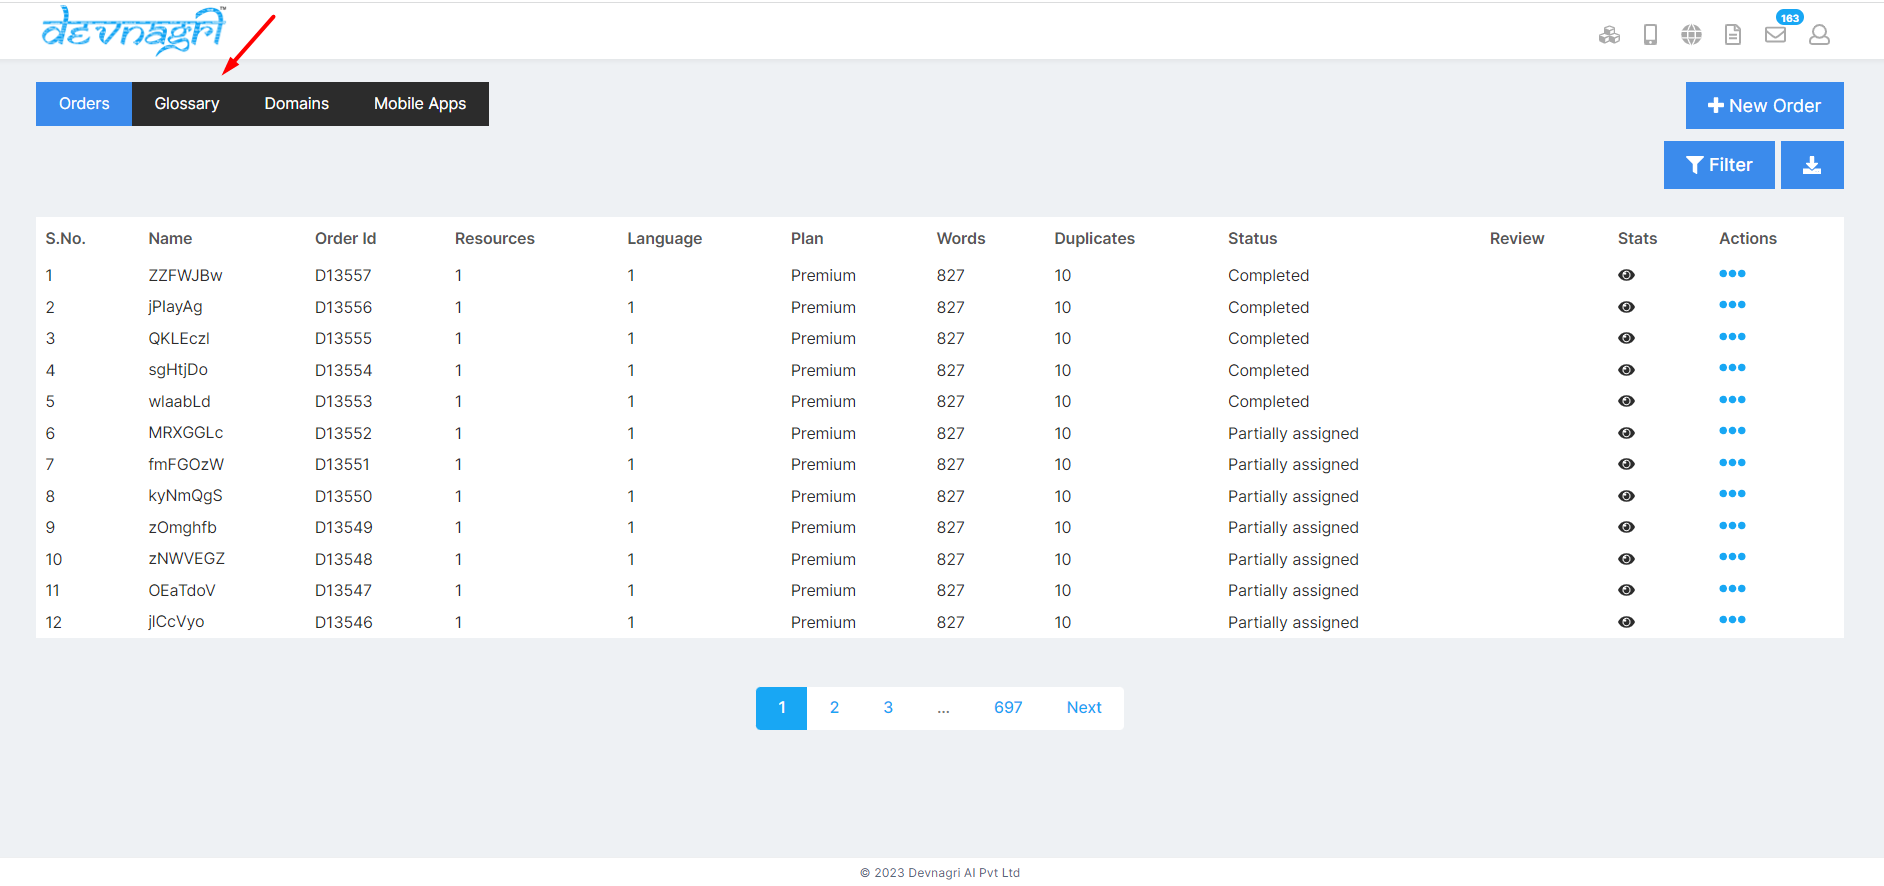 devnagri™
163
Orders Glossary Domains Mobile Apps
New Order
Filter
S.No. Name Order Id Resources Language Plan Words Duplicates Status Review Stats Actions
1 ZZFWJBw D13557 1 1 Premium 827 10 Completed
2 jPIayAg D13556 1 1 Premium 827 10 Completed
3 QKLEczI D13555 1 1 Premium 827 10 Completed
4 sgHtjDo D13554 1 1 Premium 827 10 Completed
5 wIaabLd D13553 1 1 Premium 827 10 Completed
6 MRXGGLc D13552 1 1 Premium 827 10 Partially assigned
7 fmFGOzW D13551 1 1 Premium 827 10 Partially assigned
8 kyNmQgS D13550 1 1 Premium 827 10 Partially assigned
9 zOmghfb D13549 1 1 Premium 827 10 Partially assigned
10 zNWVEGZ D13548 1 1 Premium 827 10 Partially assigned
11 OEaTdoV D13547 1 1 Premium 827 10 Partially assigned
12 jICcVyo D13546 1 1 Premium 827 10 Partially assigned
1 2 3 ... 697 Next
© 2023 Devnagri AI Pvt Ltd